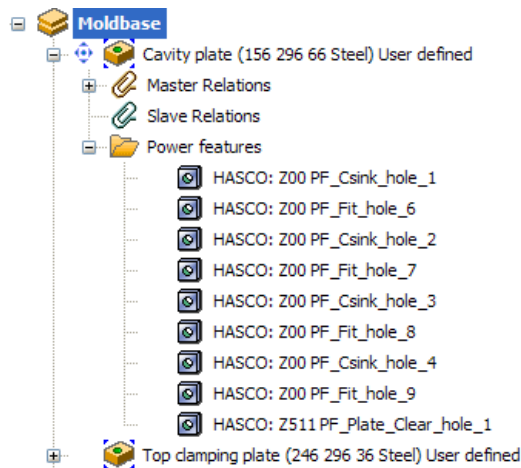 Moldbase
Cavity plate (156 296 66 Steel) User defined
Master Relations
Slave Relations
Power features
HASCO: Z00 PF_Csink_hole_1
HASCO: Z00 PF_Fit_hole_6
HASCO: Z00 PF_Csink_hole_2
HASCO: Z00 PF_Fit_hole_7
HASCO: Z00 PF_Csink_hole_3
HASCO: Z00 PF_Fit_hole_8
HASCO: Z00 PF_Csink_hole_4
HASCO: Z00 PF_Fit_hole_9
HASCO: Z511 PF_Plate_Clear_hole_1
Top clamping plate (246 296 36 Steel) User defined